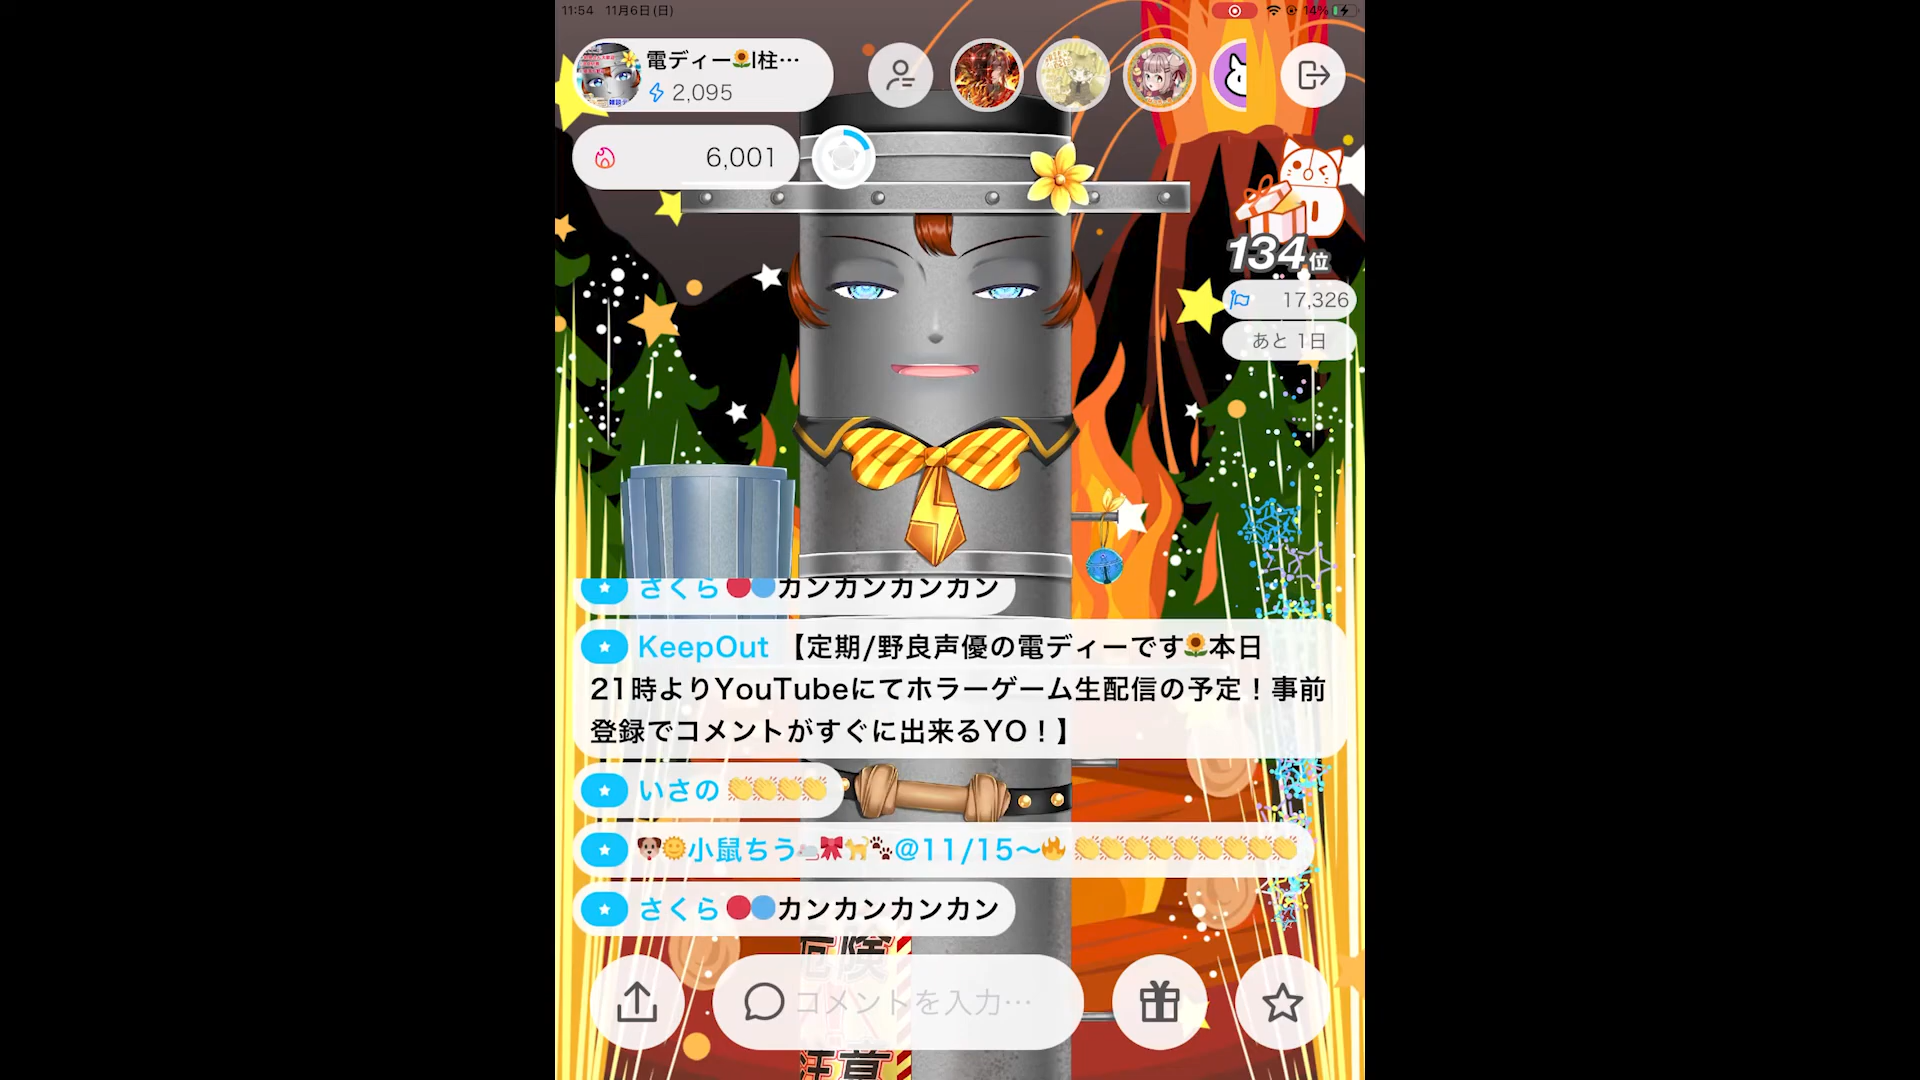 11:54 11月6日(日)
14%
電ディー🌻|柱…
2,095
6,001
134位
17,326
あと 1日
さくら🔴🔵カンカンカンカン
KeepOut 【定期/野良声優の電ディーです🌻本日
21時よりYouTubeにてホラーゲーム生配信の予定！事前
登録でコメントがすぐに出来るYO！】
いさの 👏👏👏👏
🐶🌞小鼠ちう🐁🎀🐕🐾@11/15〜🔥 👏👏👏👏👏👏👏👏👏
さくら🔴🔵カンカンカンカン
危険
コメントを入力…
注意